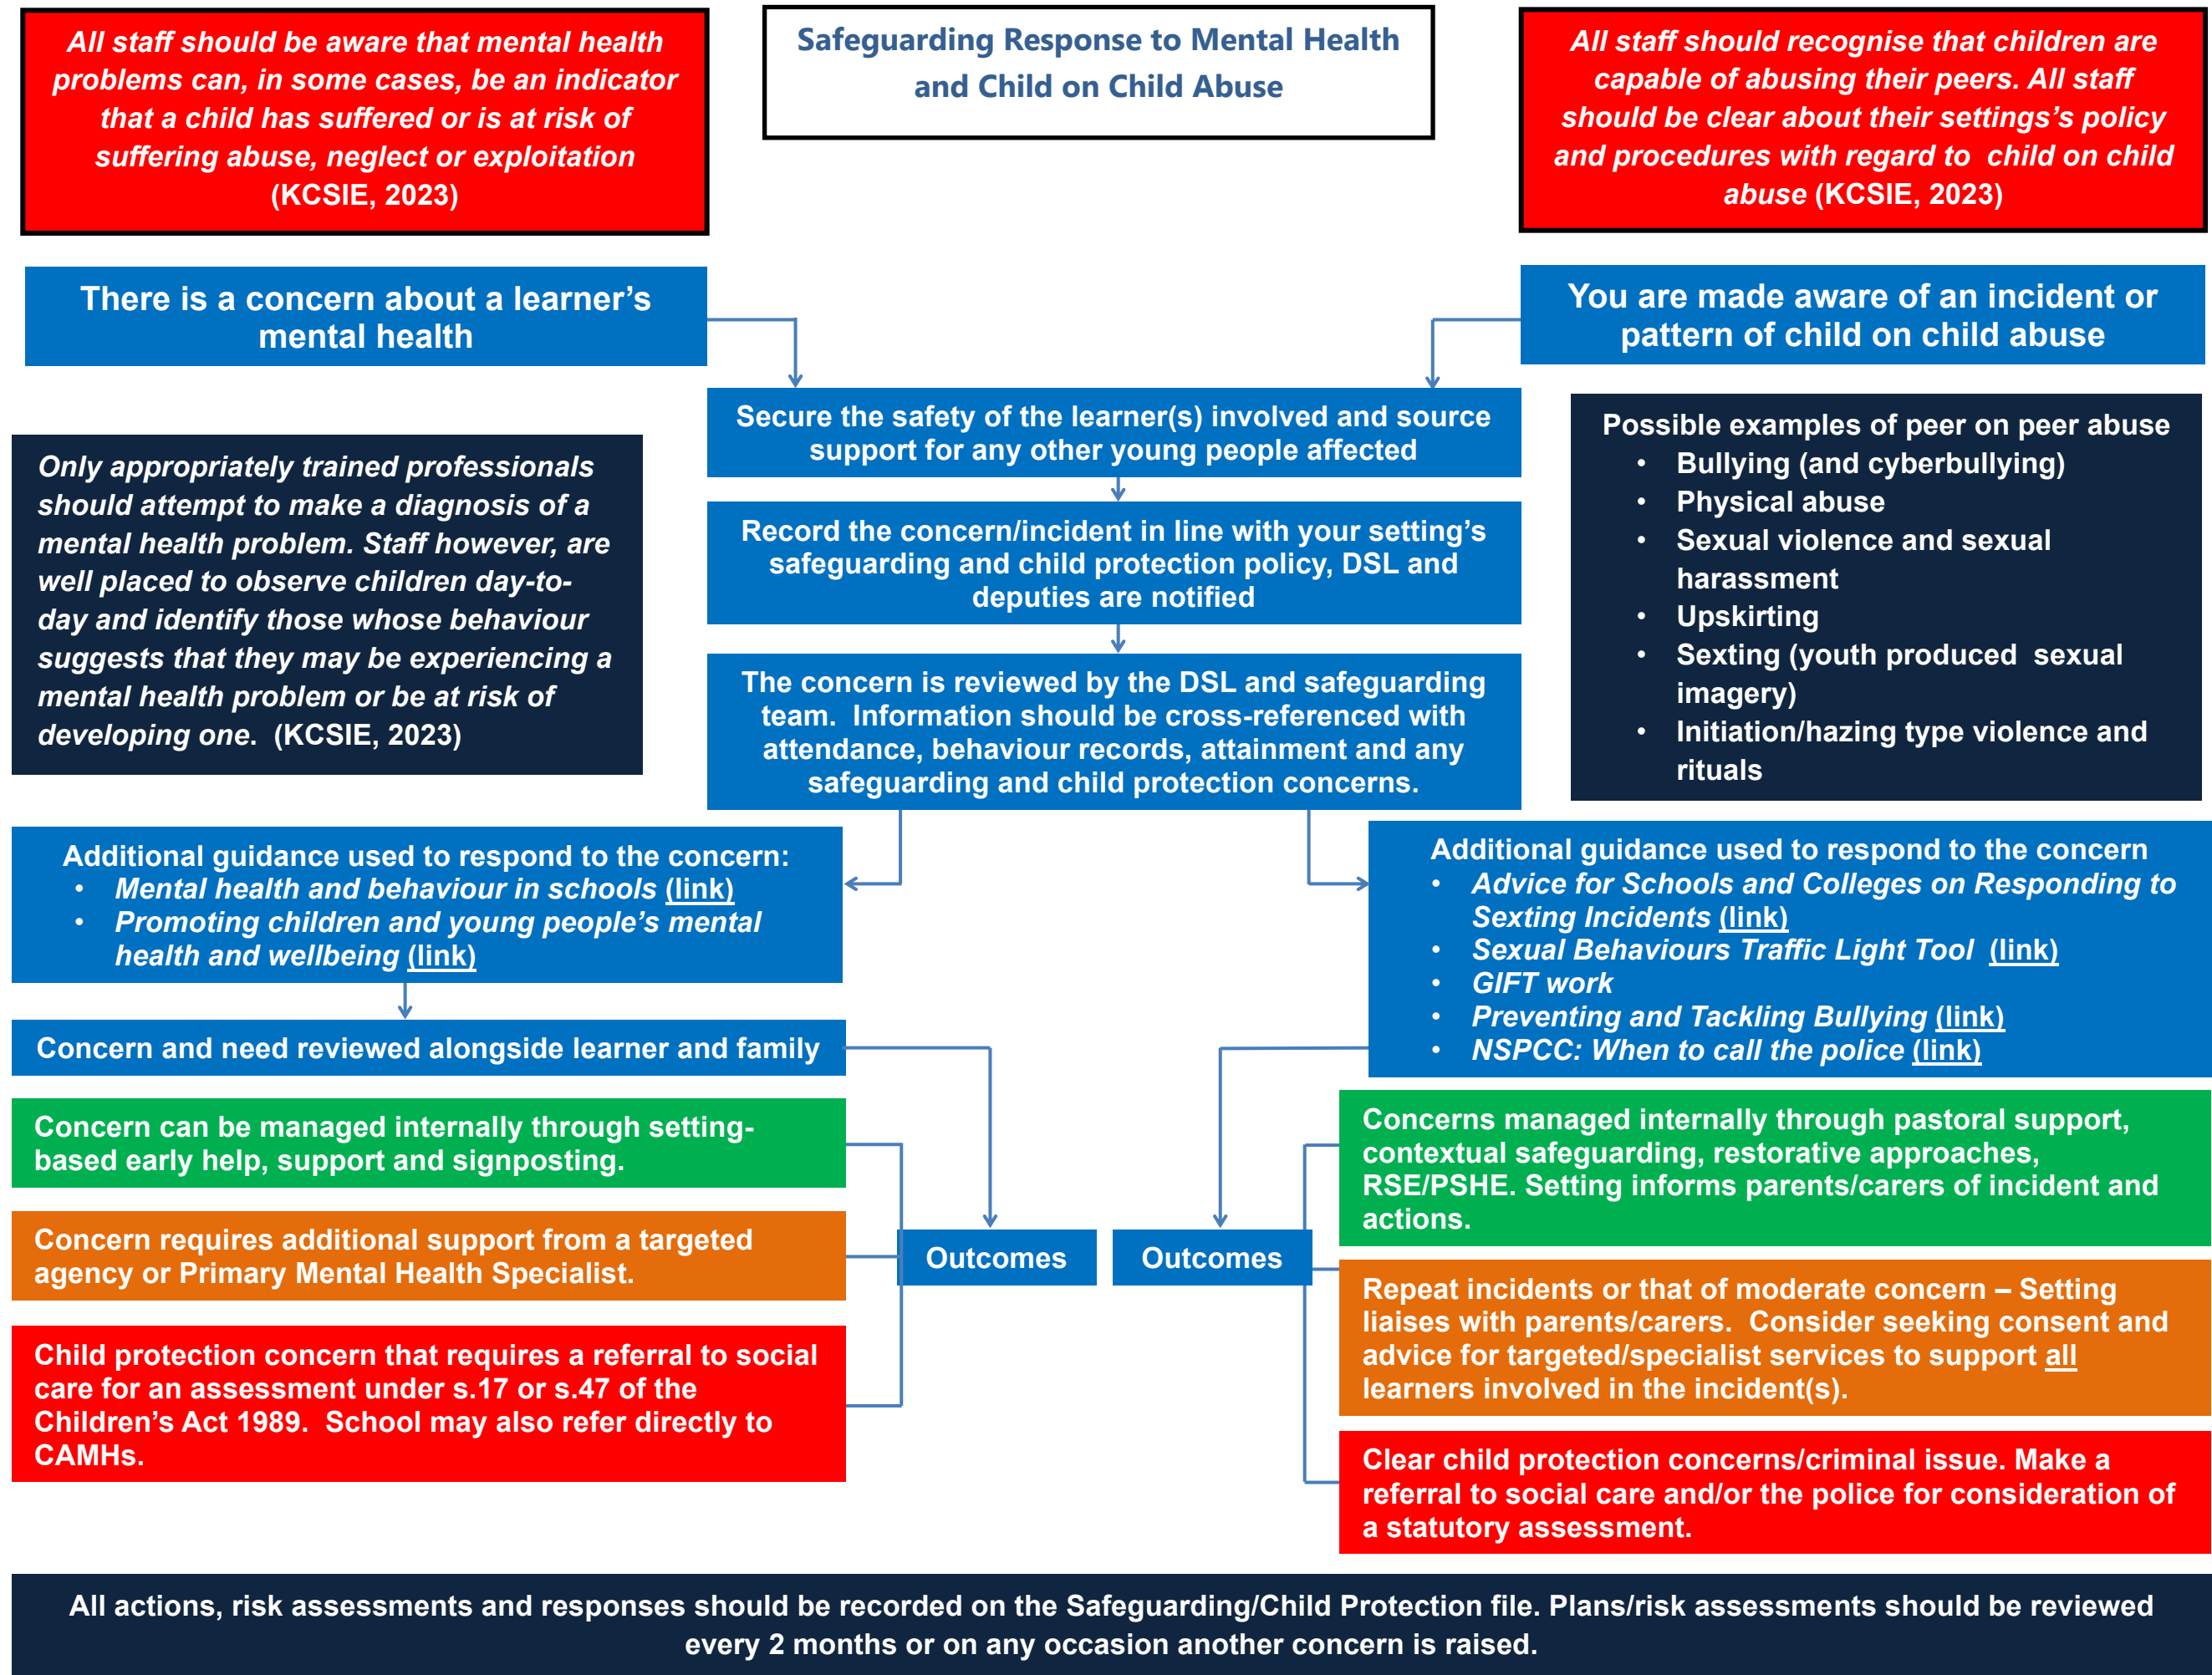 All staff should be aware that mental health
problems can, in some cases, be an indicator
that a child has suffered or is at risk of
suffering abuse, neglect or exploitation
(KCSIE, 2023)
Safeguarding Response to Mental Health
and Child on Child Abuse
All staff should recognise that children are
capable of abusing their peers. All staff
should be clear about their settings's policy
and procedures with regard to child on child
abuse (KCSIE, 2023)
There is a concern about a learner’s
mental health
You are made aware of an incident or
pattern of child on child abuse
Secure the safety of the learner(s) involved and source
support for any other young people affected
Only appropriately trained professionals
should attempt to make a diagnosis of a
mental health problem. Staff however, are
well placed to observe children day-to-
day and identify those whose behaviour
suggests that they may be experiencing a
mental health problem or be at risk of
developing one. (KCSIE, 2023)
Record the concern/incident in line with your setting’s
safeguarding and child protection policy, DSL and
deputies are notified
Possible examples of peer on peer abuse
• Bullying (and cyberbullying)
• Physical abuse
• Sexual violence and sexual
harassment
• Upskirting
• Sexting (youth produced sexual
imagery)
• Initiation/hazing type violence and
rituals
The concern is reviewed by the DSL and safeguarding
team. Information should be cross-referenced with
attendance, behaviour records, attainment and any
safeguarding and child protection concerns.
Additional guidance used to respond to the concern:
• Mental health and behaviour in schools (link)
• Promoting children and young people’s mental
health and wellbeing (link)
Additional guidance used to respond to the concern
• Advice for Schools and Colleges on Responding to
Sexting Incidents (link)
• Sexual Behaviours Traffic Light Tool (link)
• GIFT work
• Preventing and Tackling Bullying (link)
• NSPCC: When to call the police (link)
Concern and need reviewed alongside learner and family
Concern can be managed internally through setting-
based early help, support and signposting.
Concern requires additional support from a targeted
agency or Primary Mental Health Specialist.
Child protection concern that requires a referral to social
care for an assessment under s.17 or s.47 of the
Children’s Act 1989. School may also refer directly to
CAMHs.
Outcomes
Outcomes
Concerns managed internally through pastoral support,
contextual safeguarding, restorative approaches,
RSE/PSHE. Setting informs parents/carers of incident and
actions.
Repeat incidents or that of moderate concern – Setting
liaises with parents/carers. Consider seeking consent and
advice for targeted/specialist services to support all
learners involved in the incident(s).
Clear child protection concerns/criminal issue. Make a
referral to social care and/or the police for consideration of
a statutory assessment.
All actions, risk assessments and responses should be recorded on the Safeguarding/Child Protection file. Plans/risk assessments should be reviewed
every 2 months or on any occasion another concern is raised.